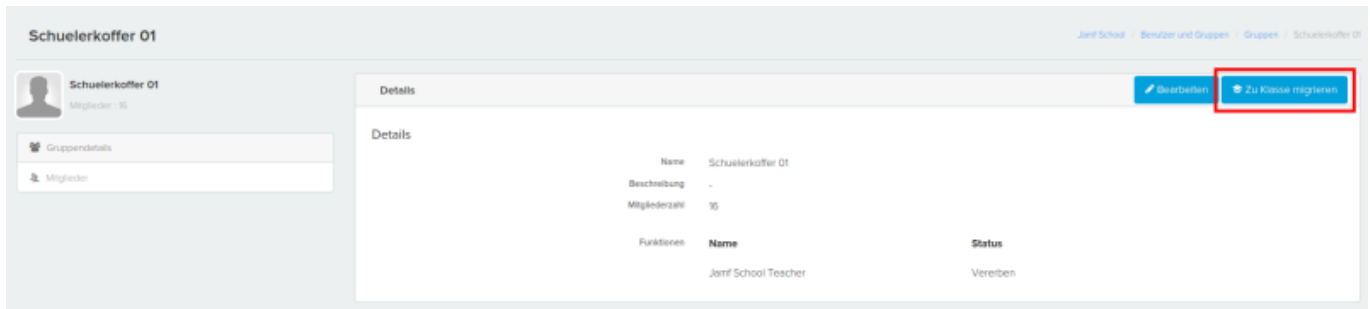 Schuelerkoffer 01
Jamf School / Benutzer und Gruppen / Gruppen / Schuelerkoffer 01
Schuelerkoffer 01
Mitglieder: 16
Gruppendetails
Mitglieder
Details
Bearbeiten
Zu Klasse migrieren
Details
Name Schuelerkoffer 01
Beschreibung -
Mitgliederzahl 16
Funktionen Name Status
Jamf School Teacher Vererben